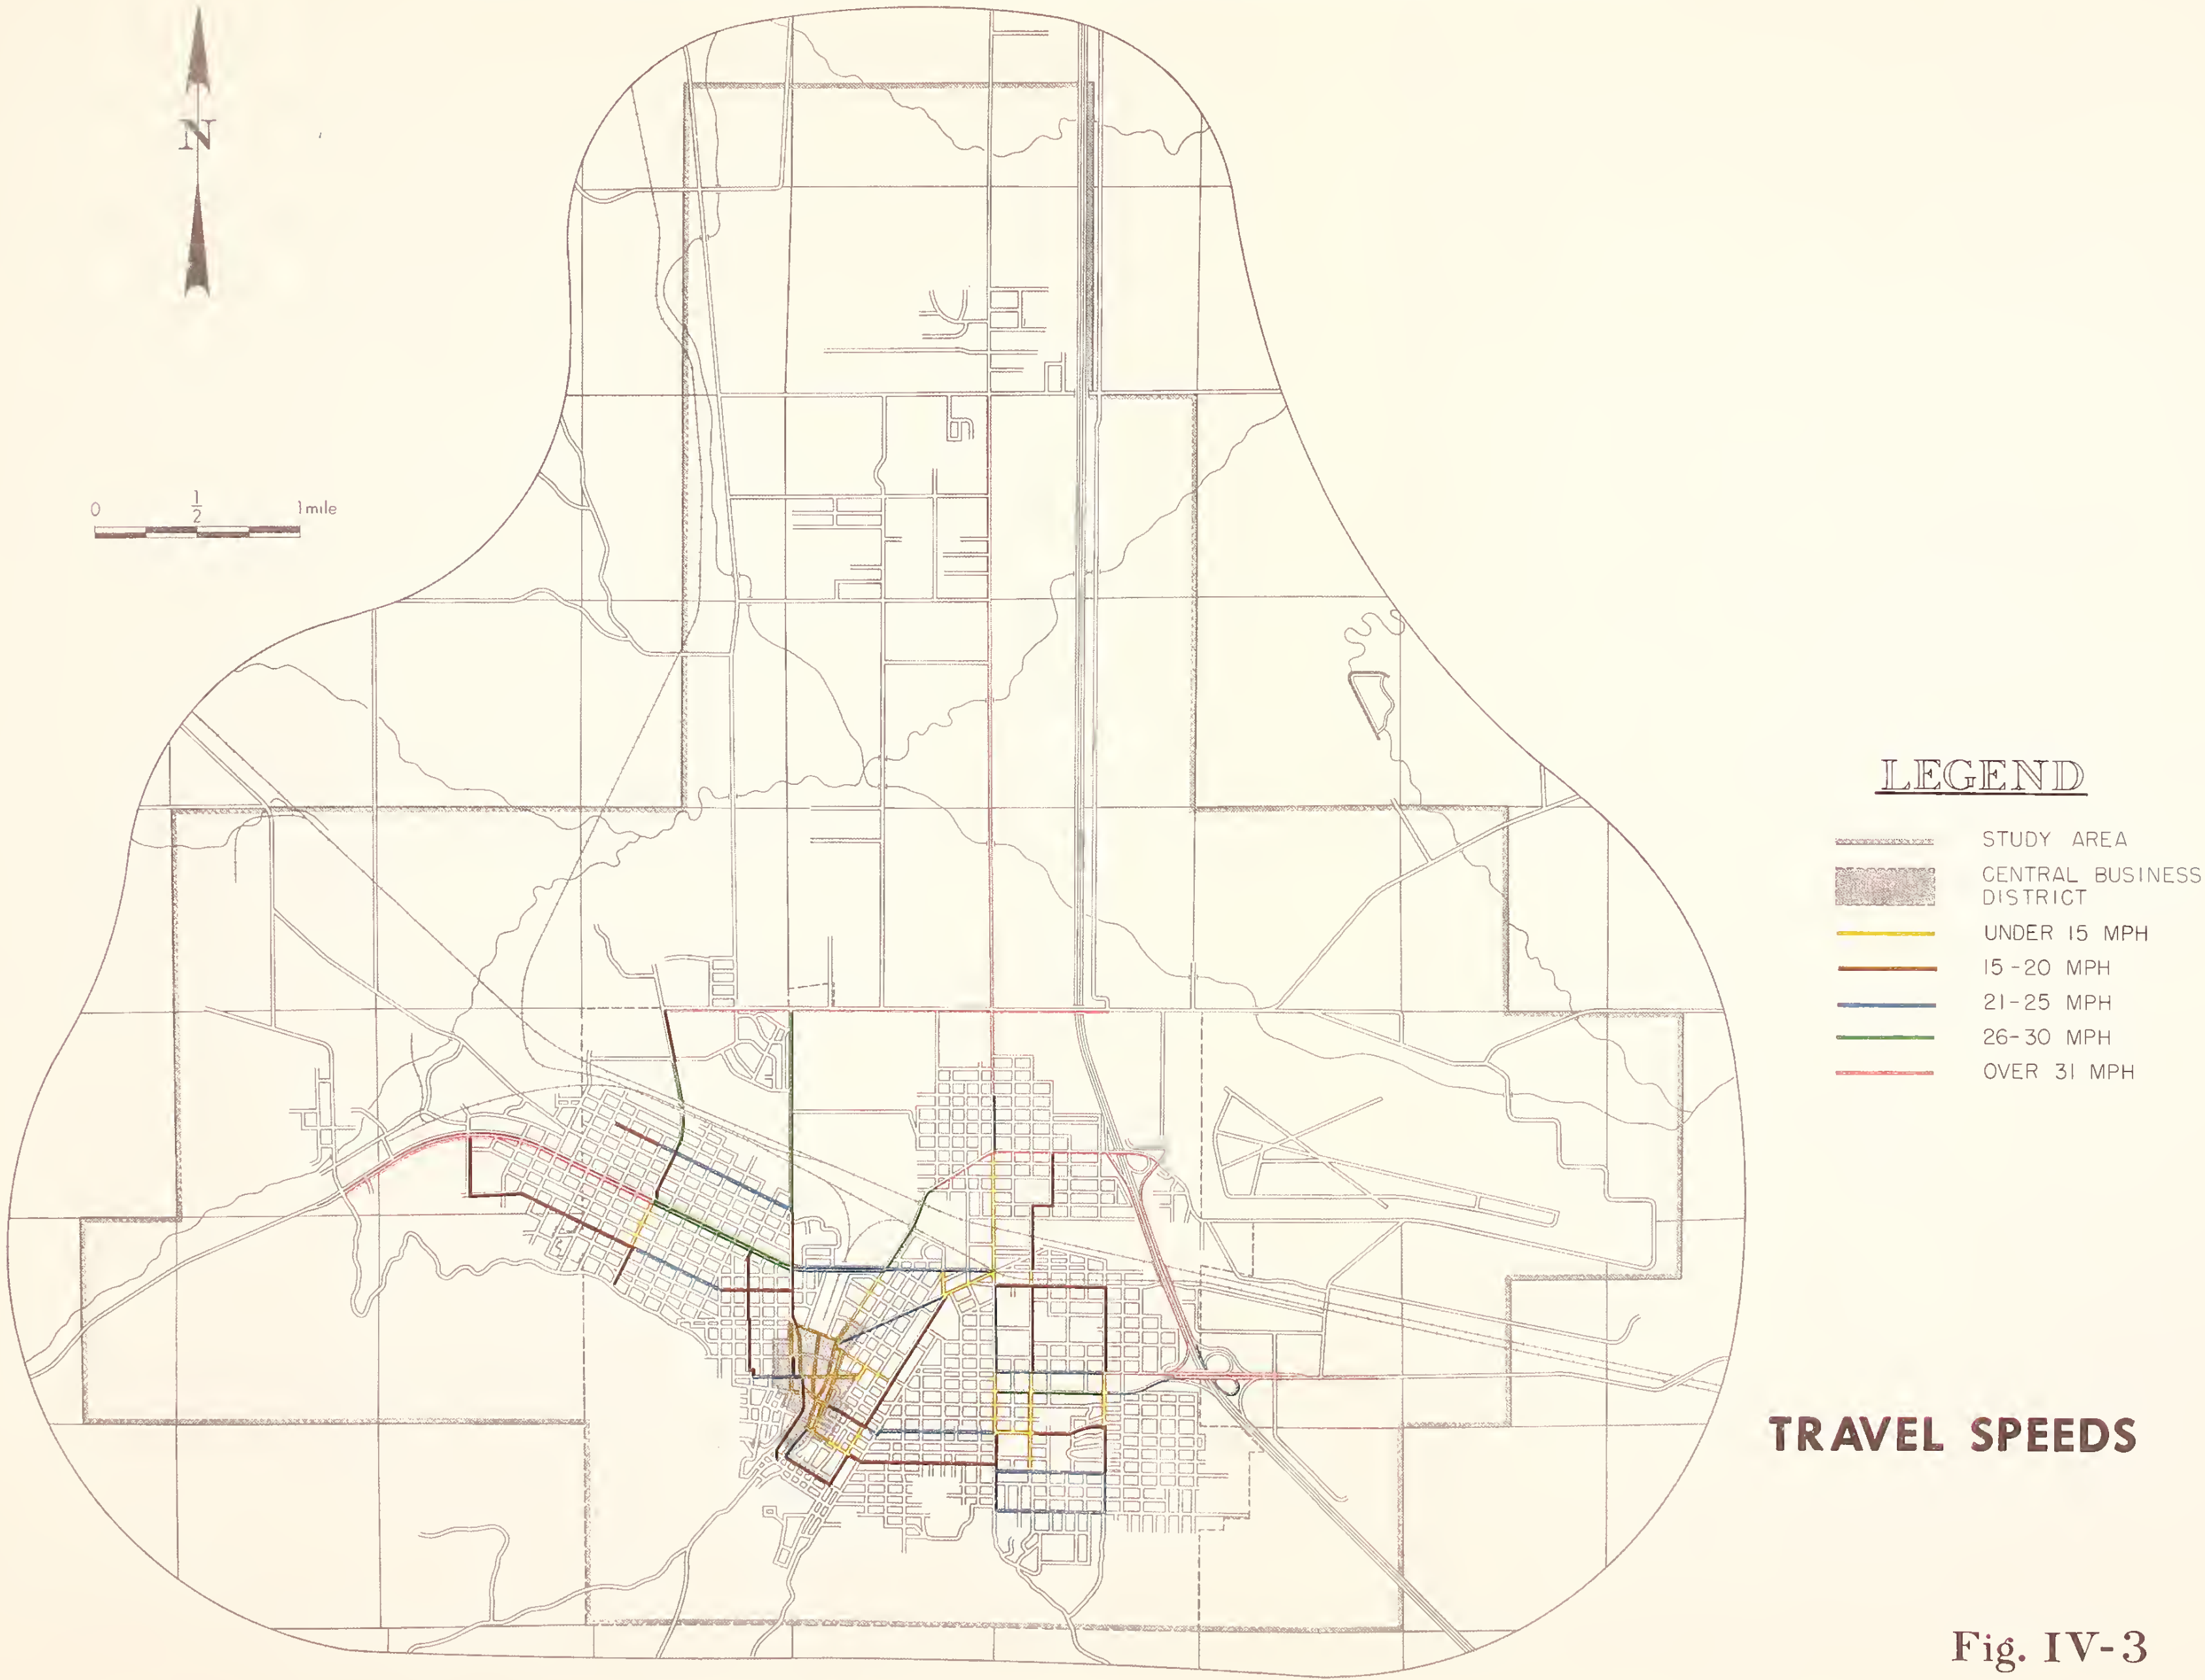 N
0 1/2 1 mile
LEGEND
STUDY AREA
CENTRAL BUSINESS
DISTRICT
UNDER 15 MPH
15-20 MPH
21-25 MPH
26-30 MPH
OVER 31 MPH
TRAVEL SPEEDS
Fig. IV-3